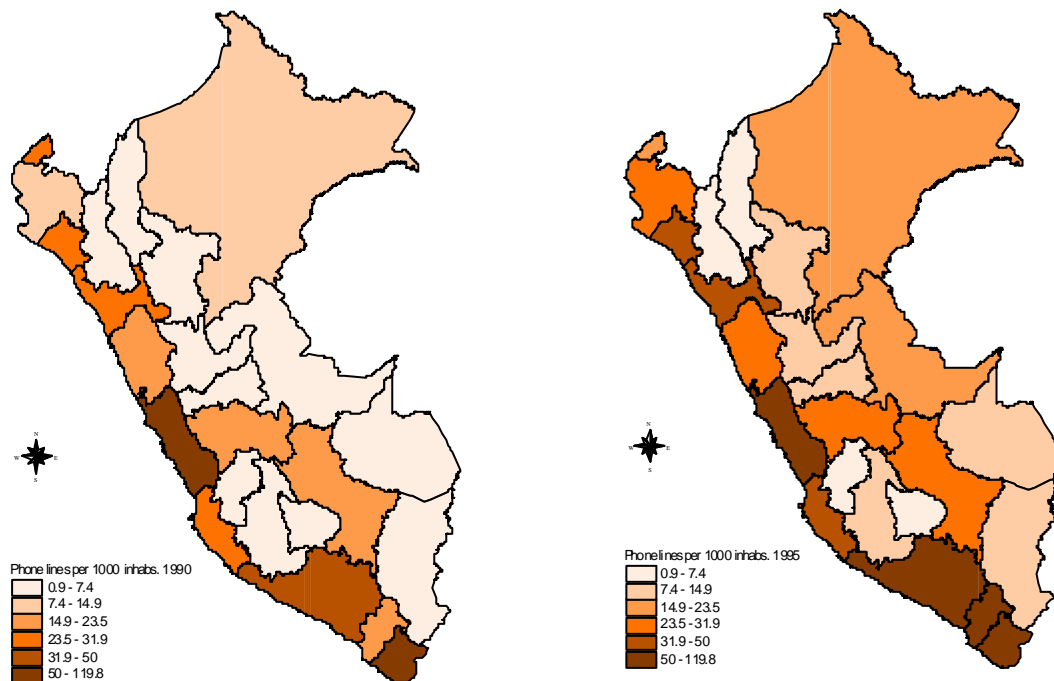 N
W E
S
Phone lines per 1000 inhabs. 1990
0.9 - 7.4
7.4 - 14.9
14.9 - 23.5
23.5 - 31.9
31.9 - 50
50 - 119.8
N
W E
S
Phone lines per 1000 inhabs. 1995
0.9 - 7.4
7.4 - 14.9
14.9 - 23.5
23.5 - 31.9
31.9 - 50
50 - 119.8